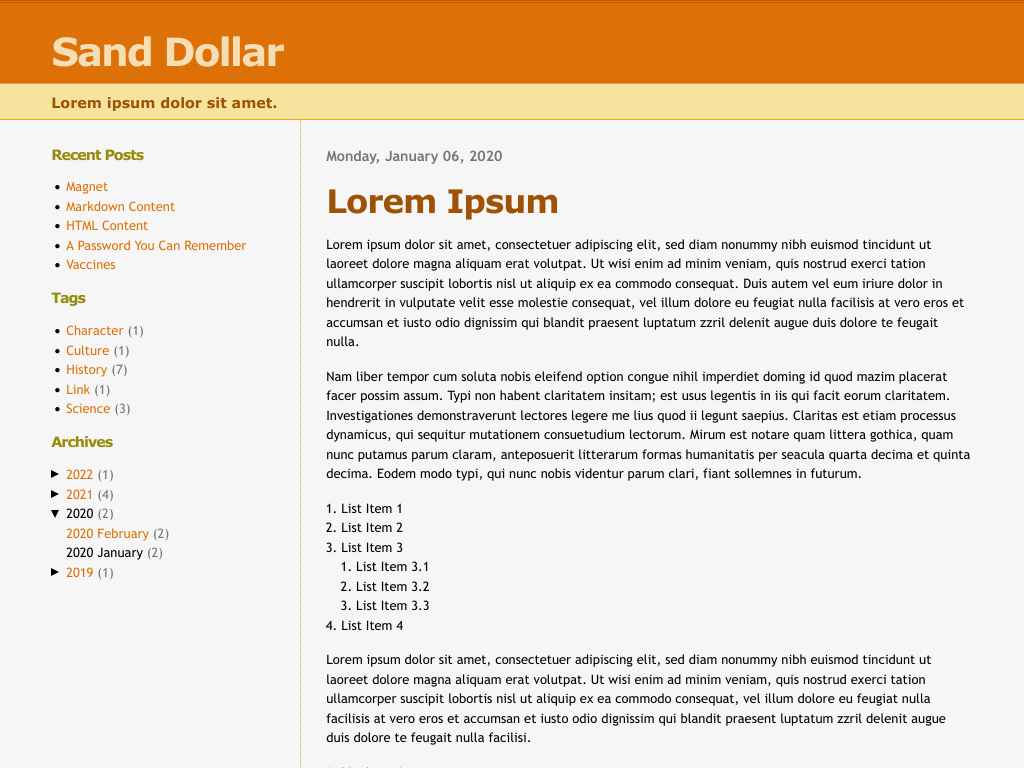 Sand Dollar
Lorem ipsum dolor sit amet.
Recent Posts
• Magnet
• Markdown Content
• HTML Content
• A Password You Can Remember
• Vaccines
Tags
• Character (1)
• Culture (1)
• History (7)
• Link (1)
• Science (3)
Archives
► 2022 (1)
► 2021 (4)
▼ 2020 (2)
2020 February (2)
2020 January (2)
► 2019 (1)
Monday, January 06, 2020
Lorem Ipsum
Lorem ipsum dolor sit amet, consectetuer adipiscing elit, sed diam nonummy nibh euismod tincidunt ut
laoreet dolore magna aliquam erat volutpat. Ut wisi enim ad minim veniam, quis nostrud exerci tation
ullamcorper suscipit lobortis nisl ut aliquip ex ea commodo consequat. Duis autem vel eum iriure dolor in
hendrerit in vulputate velit esse molestie consequat, vel illum dolore eu feugiat nulla facilisis at vero eros et
accumsan et iusto odio dignissim qui blandit praesent luptatum zzril delenit augue duis dolore te feugait
nulla.
Nam liber tempor cum soluta nobis eleifend option congue nihil imperdiet doming id quod mazim placerat
facer possim assum. Typi non habent claritatem insitam; est usus legentis in iis qui facit eorum claritatem.
Investigationes demonstraverunt lectores legere me lius quod ii legunt saepius. Claritas est etiam processus
dynamicus, qui sequitur mutationem consuetudium lectorum. Mirum est notare quam littera gothica, quam
nunc putamus parum claram, anteposuerit litterarum formas humanitatis per seacula quarta decima et quinta
decima. Eodem modo typi, qui nunc nobis videntur parum clari, fiant sollemnes in futurum.
1. List Item 1
2. List Item 2
3. List Item 3
1. List Item 3.1
2. List Item 3.2
3. List Item 3.3
4. List Item 4
Lorem ipsum dolor sit amet, consectetuer adipiscing elit, sed diam nonummy nibh euismod tincidunt ut
laoreet dolore magna aliquam erat volutpat. Ut wisi enim ad minim veniam, quis nostrud exerci tation
ullamcorper suscipit lobortis nisl ut aliquip ex ea commodo consequat, vel illum dolore eu feugiat nulla
facilisis at vero eros et accumsan et iusto odio dignissim qui blandit praesent luptatum zzril delenit augue
duis dolore te feugait nulla facilisi.